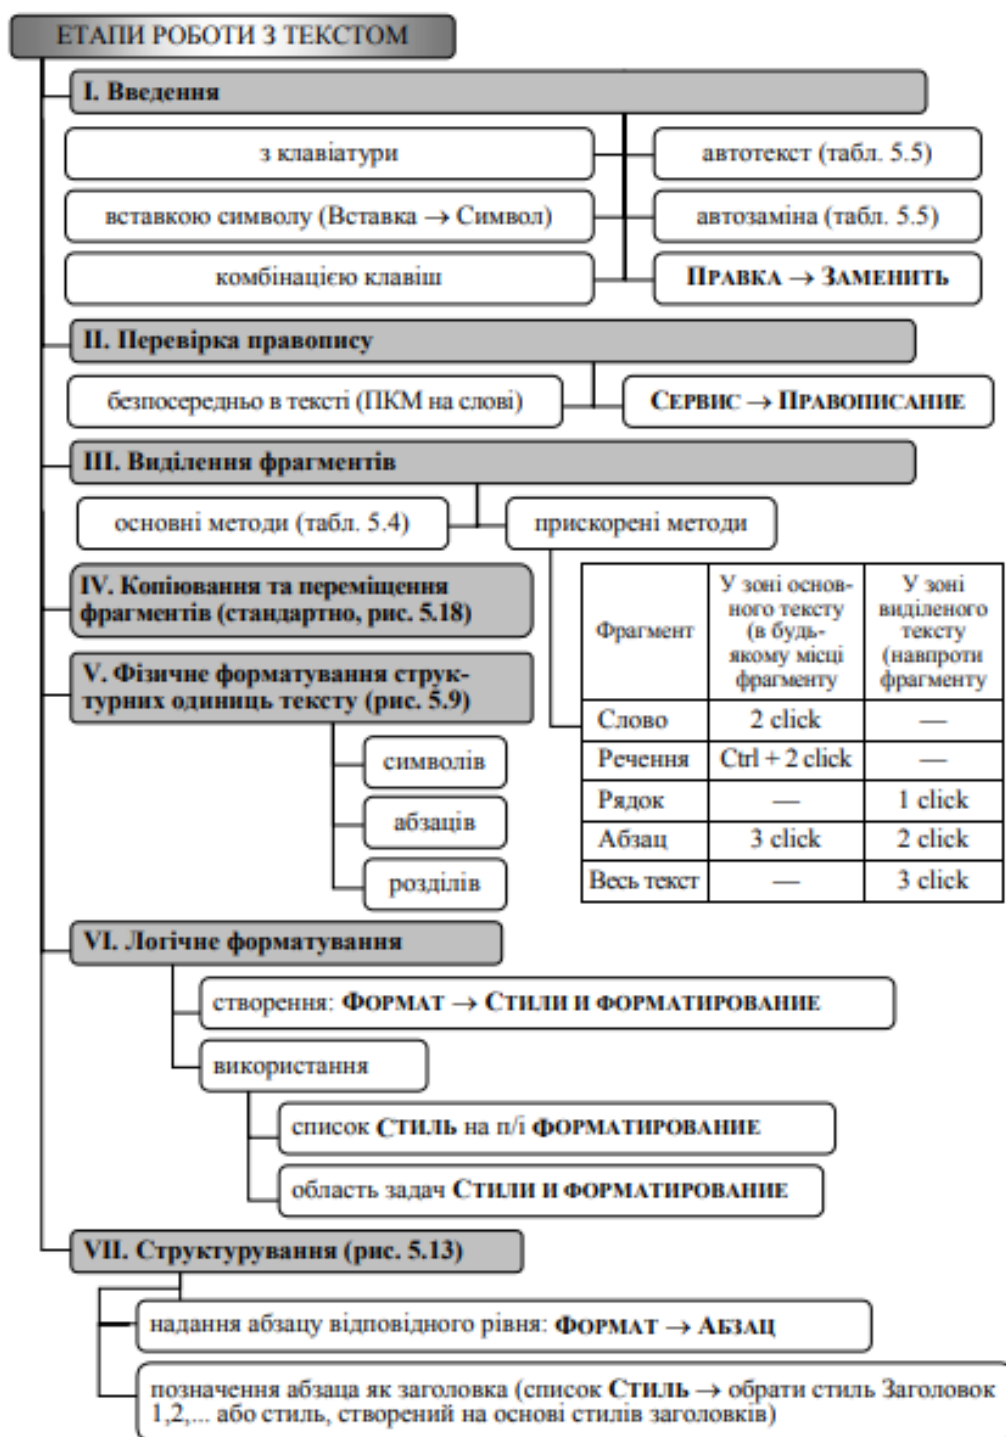 ЕТАПИ РОБОТИ З ТЕКСТОМ
I. Введення
з клавіатури
автотекст (табл. 5.5)
вставкою символу (Вставка → Символ)
автозаміна (табл. 5.5)
комбінацією клавіш
ПРАВКА → ЗАМЕНИТЬ
II. Перевірка правопису
безпосередньо в тексті (ПКМ на слові)
СЕРВИС → ПРАВОПИСАНИЕ
III. Виділення фрагментів
основні методи (табл. 5.4)
прискорені методи
IV. Копіювання та переміщення
фрагментів (стандартно, рис. 5.18)
V. Фізичне форматування струк-
турних одиниць тексту (рис. 5.9)
символів
абзаців
розділів
Фрагмент
У зоні основ-
ного тексту
(в будь-
якому місці
фрагменту
У зоні
виділеного
тексту
(навпроти
фрагменту
Слово 2 click —
Речення Ctrl + 2 click —
Рядок — 1 click
Абзац 3 click 2 click
Весь текст — 3 click
VI. Логічне форматування
створення: ФОРМАТ → СТИЛИ И ФОРМАТИРОВАНИЕ
використання
список СТИЛЬ на п/і ФОРМАТИРОВАНИЕ
область задач СТИЛИ И ФОРМАТИРОВАНИЕ
VII. Структурування (рис. 5.13)
надання абзацу відповідного рівня: ФОРМАТ → АБЗАЦ
позначення абзаца як заголовка (список СТИЛЬ → обрати стиль Заголовок
1,2,... або стиль, створений на основі стилів заголовків)